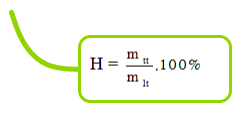 H = m tt / m lt .100%